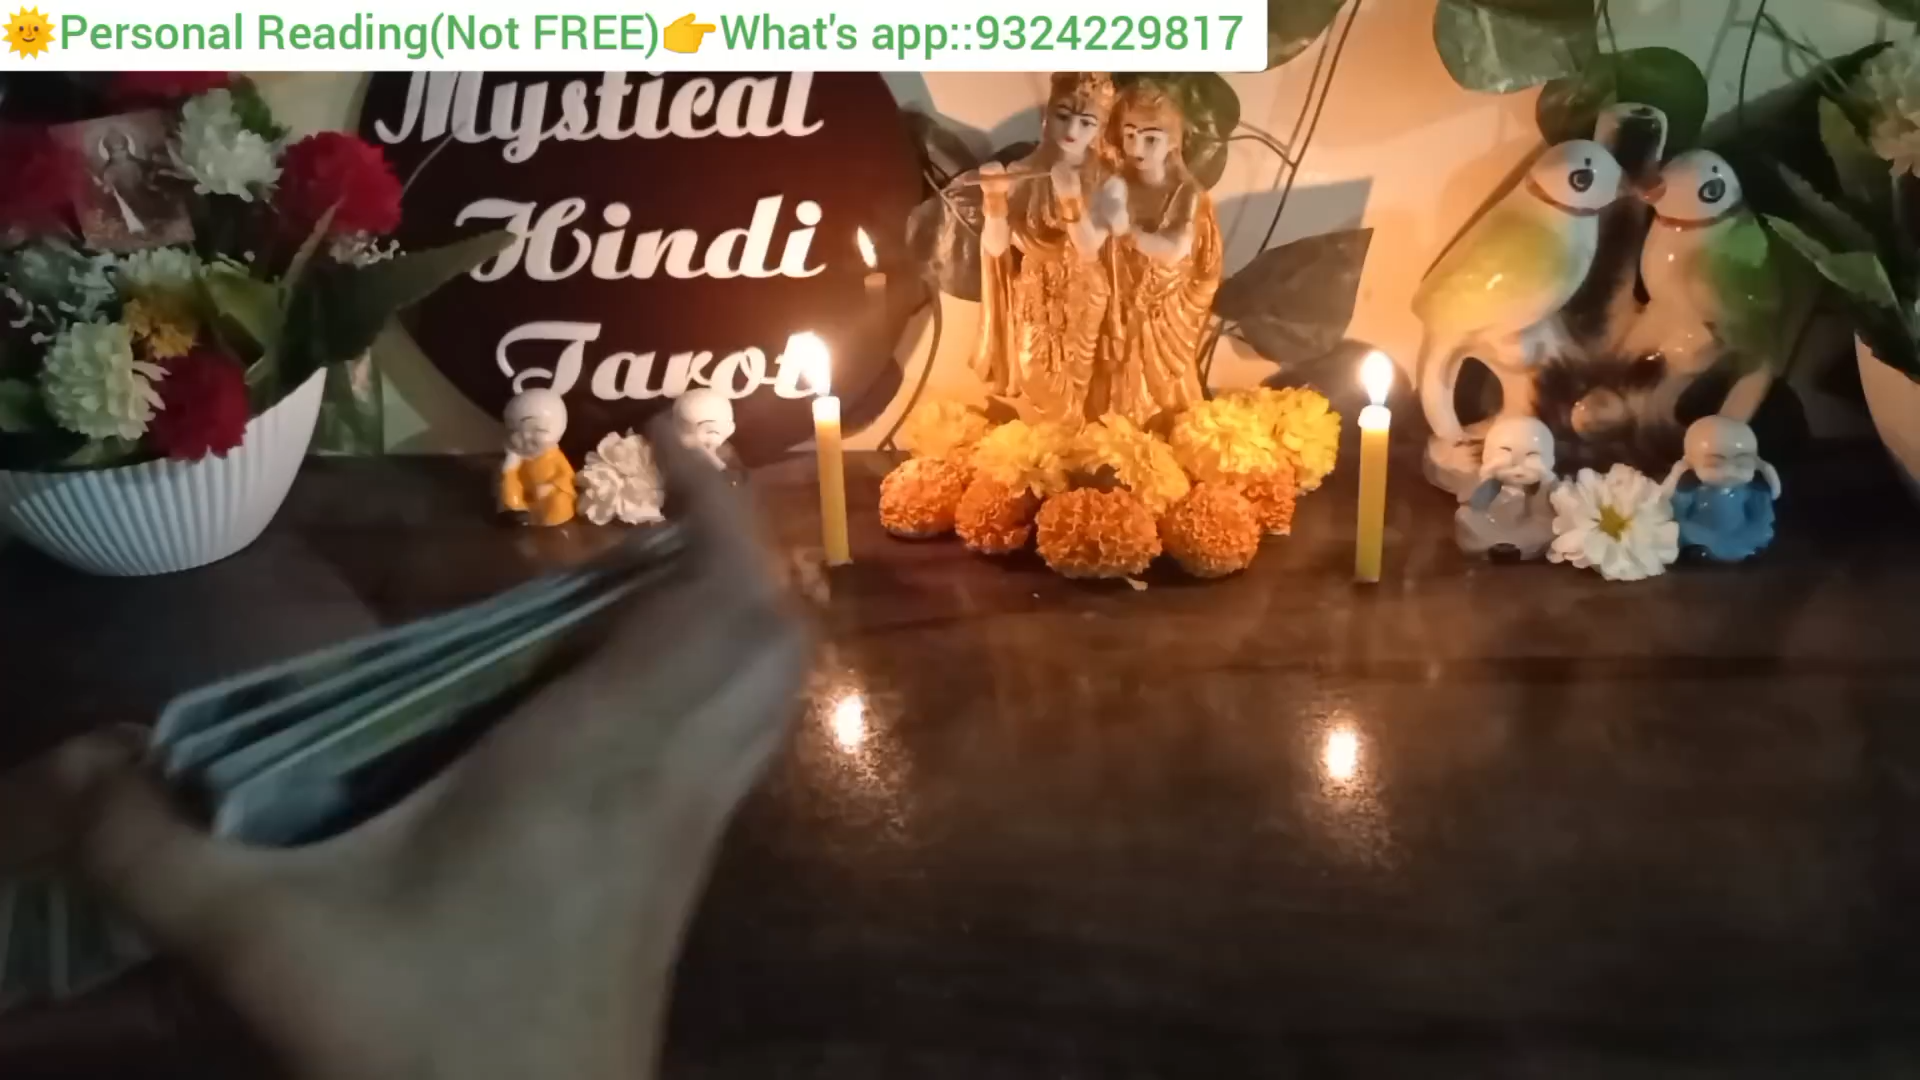 Personal Reading(Not FREE)👉What's app::9324229817
Mystical
Hindi
Tarot